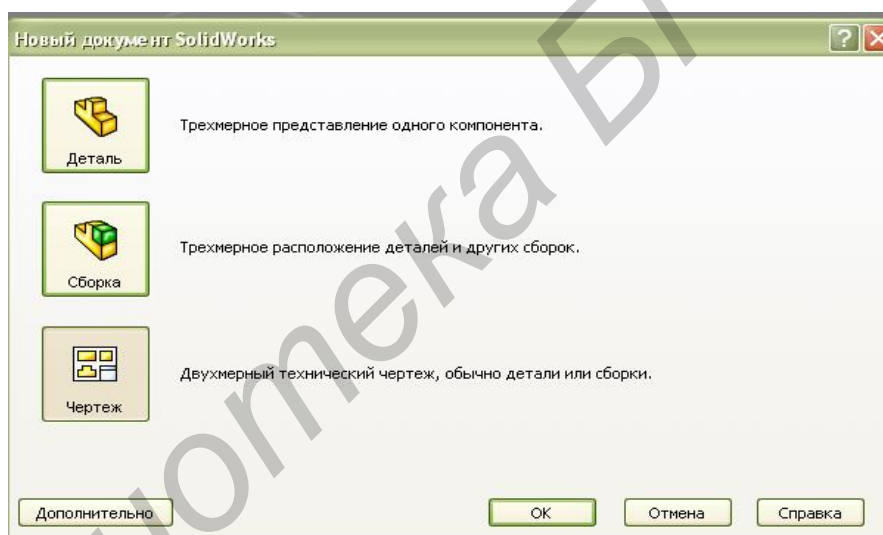 Новый документ SolidWorks
Деталь
Трехмерное представление одного компонента.
Сборка
Трехмерное расположение деталей и других сборок.
Чертеж
Двухмерный технический чертеж, обычно детали или сборки.
Дополнительно
OK
Отмена
Справка